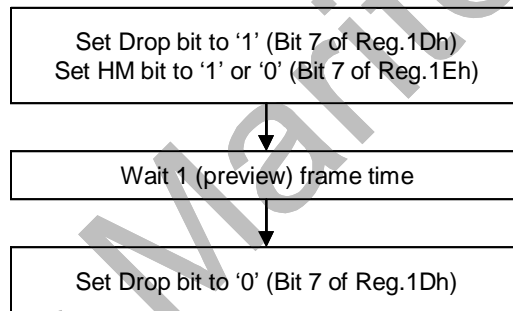 Set Drop bit to ‘1’ (Bit 7 of Reg.1Dh)
Set HM bit to ‘1’ or ‘0’ (Bit 7 of Reg.1Eh)
Wait 1 (preview) frame time
Set Drop bit to ‘0’ (Bit 7 of Reg.1Dh)